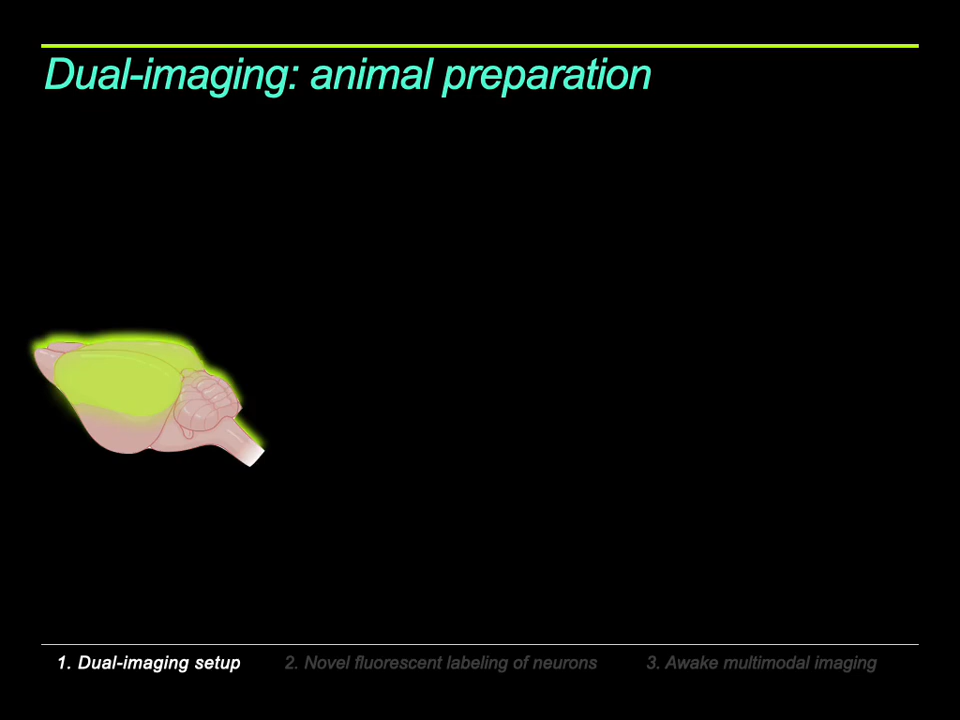 Dual-imaging: animal preparation
1. Dual-imaging setup 2. Novel fluorescent labeling of neurons 3. Awake multimodal imaging